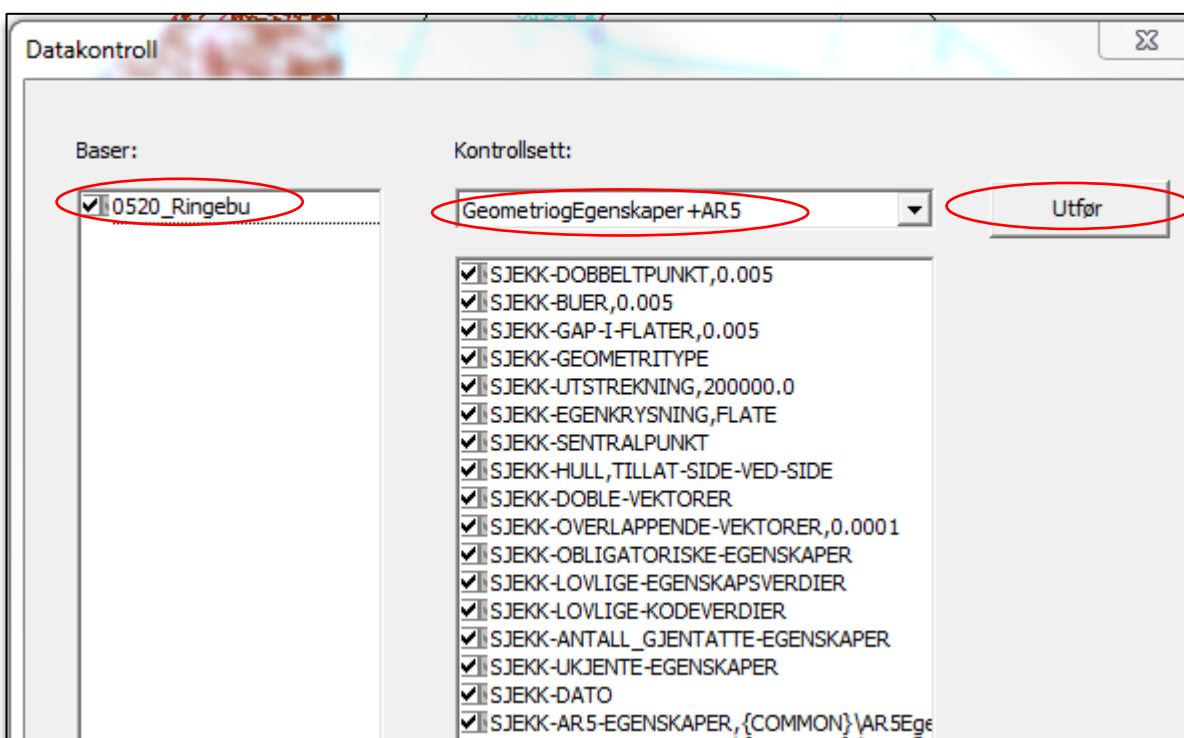 Datakontroll
Baser:
Kontrollsett:
0520_Ringebu
GeometriogEgenskaper+AR5
Utfør
SJEKK-DOBBELTPUNKT,0.005
SJEKK-BUER,0.005
SJEKK-GAP-I-FLATER,0.005
SJEKK-GEOMETRITYPE
SJEKK-UTSTREKNING,200000.0
SJEKK-EGENKRYSNING,FLATE
SJEKK-SENTRALPUNKT
SJEKK-HULL,TILLAT-SIDE-VED-SIDE
SJEKK-DOBLE-VEKTORER
SJEKK-OVERLAPPENDE-VEKTORER,0.0001
SJEKK-OBLIGATORISKE-EGENSKAPER
SJEKK-LOVLIGE-EGENSKAPSVERDIER
SJEKK-LOVLIGE-KODEVERDIER
SJEKK-ANTALL_GJENTATTE-EGENSKAPER
SJEKK-UKJENTE-EGENSKAPER
SJEKK-DATO
SJEKK-AR5-EGENSKAPER,{COMMON}\AR5Ege